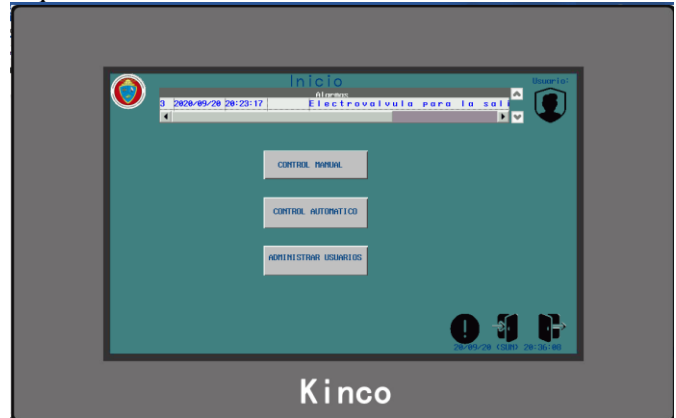 Inicio
Usuario:
Alarmas
3 2020/09/20 20:23:17 Electrovalvula para la sali
CONTROL MANUAL
CONTROL AUTOMATICO
ADMINISTRAR USUARIOS
20/09/20 (SUN) 20:36:08
Kinco